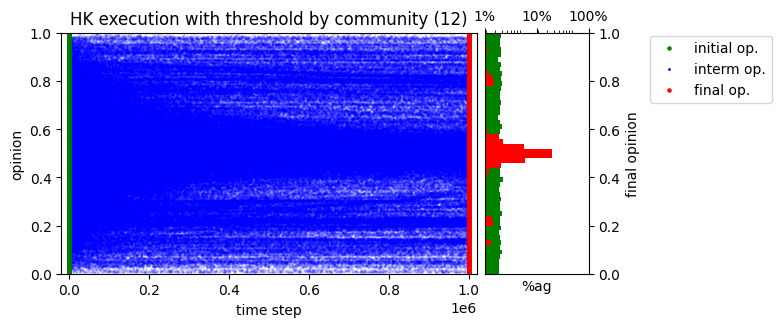 HK execution with threshold by community (12)
1% 10% 100%
1.0 1.0
0.8 0.8
0.6 0.6
0.4 0.4
0.2 0.2
0.0 0.0
opinion
final opinion
0.0 0.2 0.4 0.6 0.8 1.0
time step
1e6
%ag
initial op.
interm op.
final op.